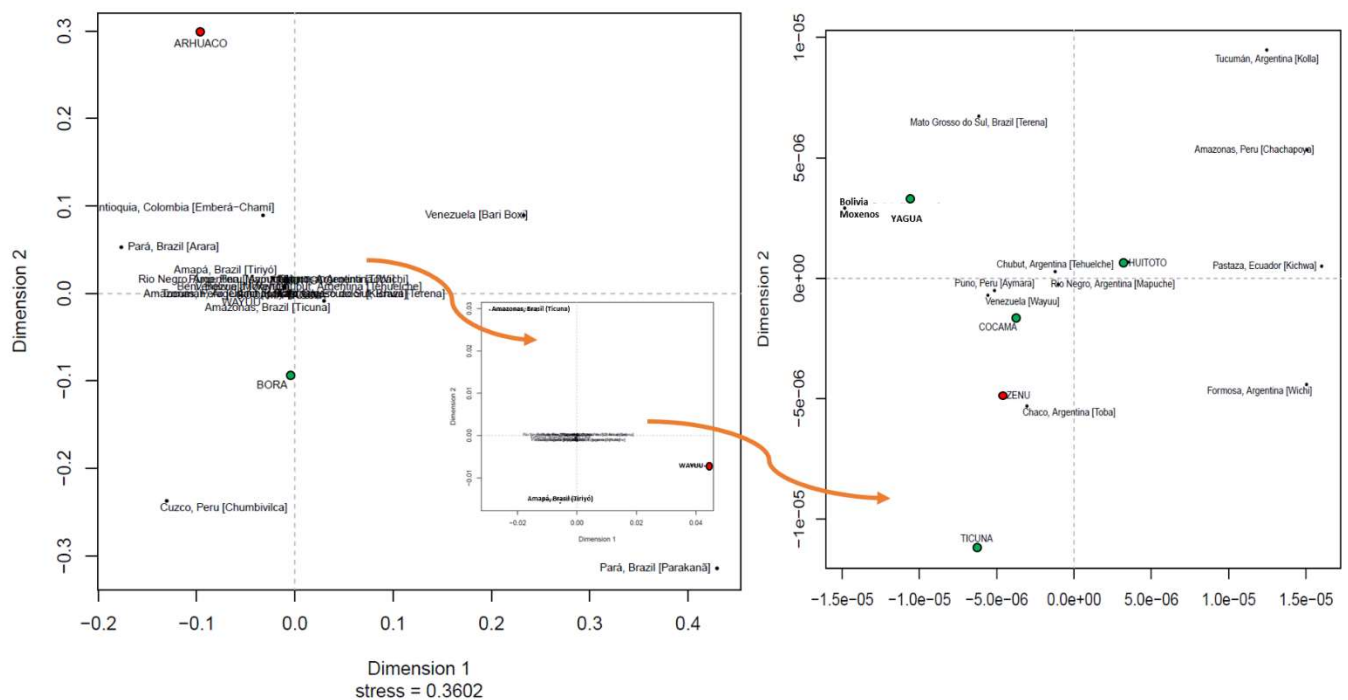 0.3
0.2
0.1
0.0
−0.1
−0.2
−0.3
Dimension 2
ARHUACO
ntioquia, Colombia [Emberá−Chamí]
Venezuela [Bari Box]
Pará, Brazil [Arara]
Amapá, Brazil [Tiriyó]
WAYUU
Amazonas, Brazil [Ticuna]
BORA
Cuzco, Peru [Chumbivilca]
Pará, Brazil [Parakanã]
−0.2
−0.1
0.0
0.1
0.2
0.3
0.4
Dimension 1
stress = 0.3602
0.03
0.02
0.01
0.00
−0.01
Dimension 2
Amazonas, Brazil (Ticuna)
WAYUU
Amapá, Brazil (Tiriyó)
−0.02
0.00
0.02
0.04
Dimension 1
1e−05
5e−06
0e+00
−5e−06
−1e−05
Dimension 2
Tucumán, Argentina [Kolla]
Mato Grosso do Sul, Brazil [Terena]
Amazonas, Peru [Chachapoya]
Bolivia
Moxenos
YAGUA
Chubut, Argentina [Tehuelche]
HUITOTO
Pastaza, Ecuador [Kichwa]
Puno, Peru [Aymara]
Rio Negro, Argentina [Mapuche]
Venezuela [Wayuu]
COCAMA
Formosa, Argentina [Wichi]
ZENU
Chaco, Argentina [Toba]
TICUNA
−1.5e−05
−1.0e−05
−5.0e−06
0.0e+00
5.0e−06
1.0e−05
1.5e−05